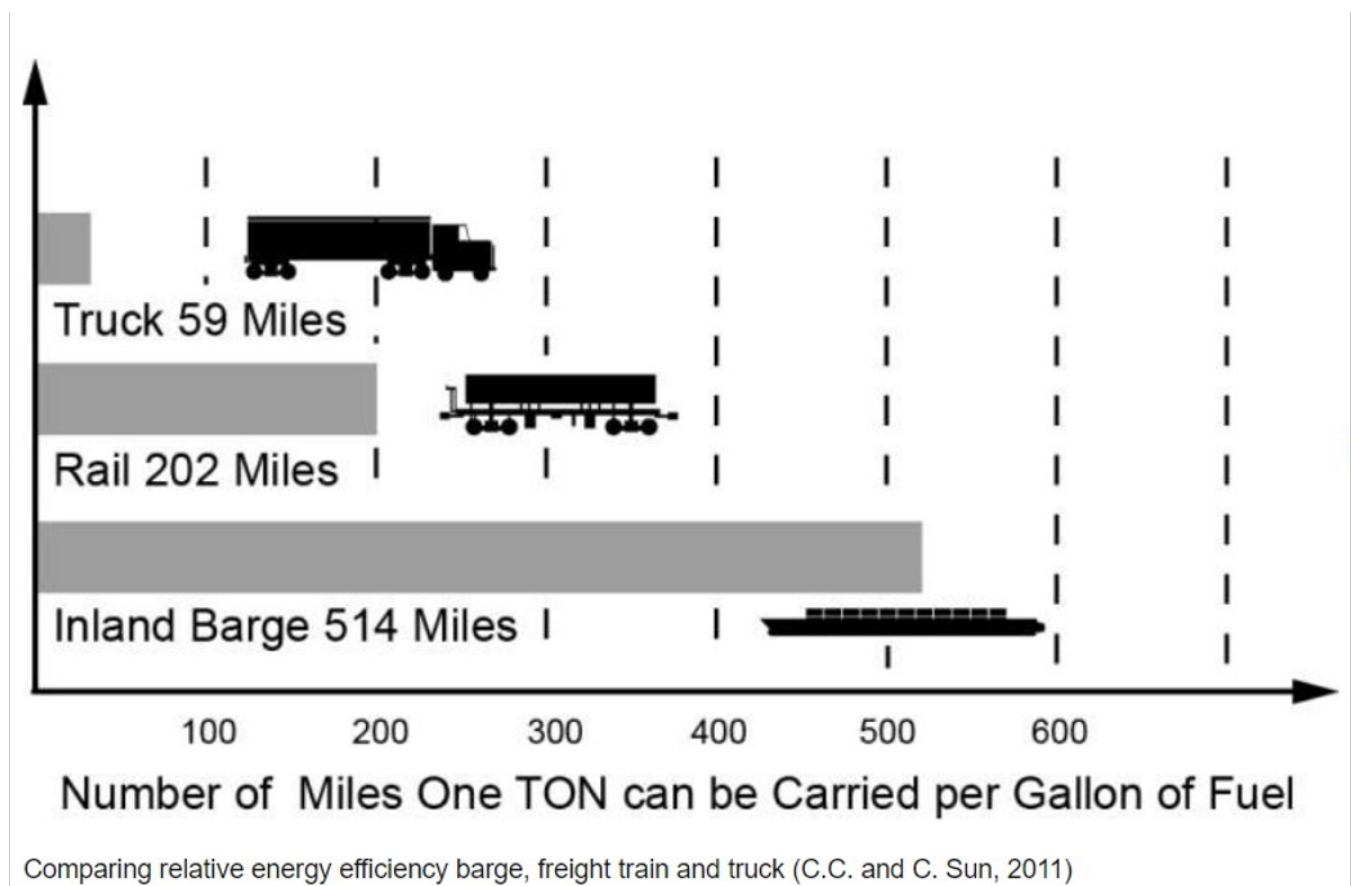 Truck 59 Miles
Rail 202 Miles
Inland Barge 514 Miles
100 200 300 400 500 600
Number of  Miles One TON can be Carried per Gallon of Fuel
Comparing relative energy efficiency barge, freight train and truck (C.C. and C. Sun, 2011)